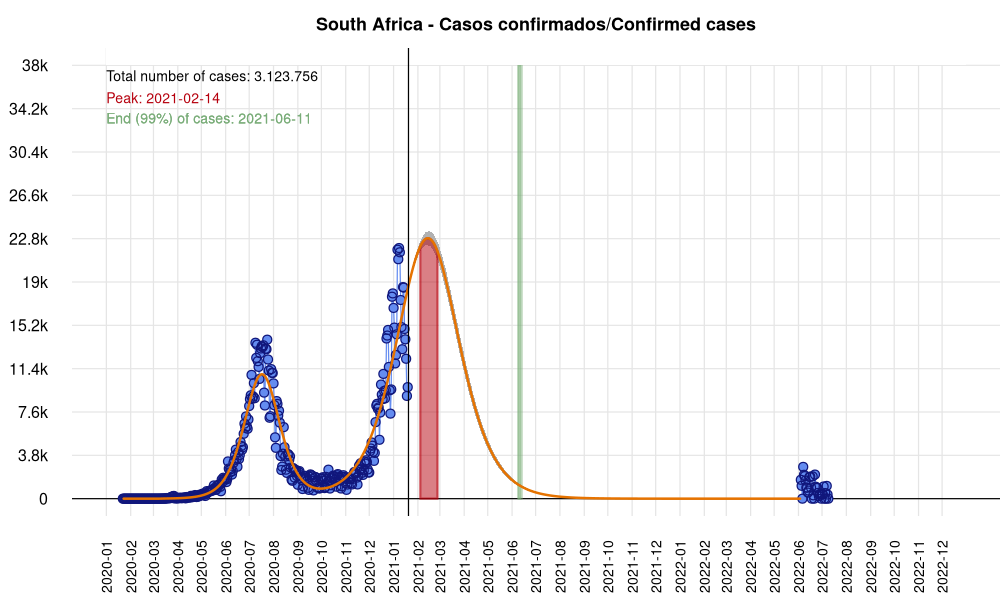 South Africa - Casos confirmados/Confirmed cases
Total number of cases: 3.123.756
Peak: 2021-02-14
End (99%) of cases: 2021-06-11
38k
34.2k
30.4k
26.6k
22.8k
19k
15.2k
11.4k
7.6k
3.8k
0
2020-01
2020-02
2020-03
2020-04
2020-05
2020-06
2020-07
2020-08
2020-09
2020-10
2020-11
2020-12
2021-01
2021-02
2021-03
2021-04
2021-05
2021-06
2021-07
2021-08
2021-09
2021-10
2021-11
2021-12
2022-01
2022-02
2022-03
2022-04
2022-05
2022-06
2022-07
2022-08
2022-09
2022-10
2022-11
2022-12